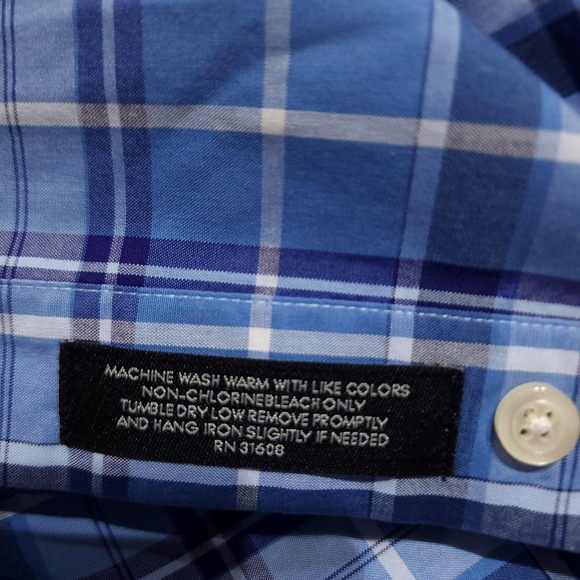 MACHINE WASH WARM WITH LIKE COLORS
NON-CHLORINEBLEACH ONLY
TUMBLE DRY LOW REMOVE PROMPTLY
AND HANG IRON SLIGHTLY IF NEEDED
RN 31608